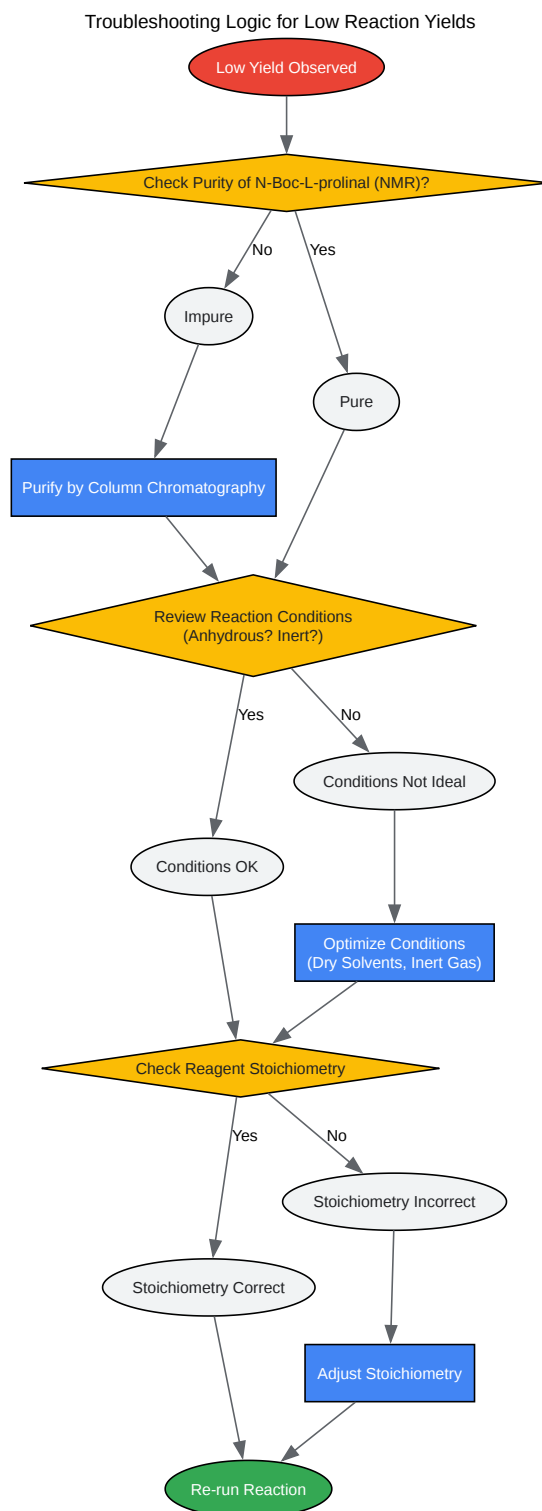 Troubleshooting Logic for Low Reaction Yields
Low Yield Observed
Check Purity of N-Boc-L-prolinal (NMR)?
No
Yes
Impure
Pure
Purify by Column Chromatography
Review Reaction Conditions
(Anhydrous? Inert?)
Yes
No
Conditions Not Ideal
Conditions OK
Optimize Conditions
(Dry Solvents, Inert Gas)
Check Reagent Stoichiometry
Yes
No
Stoichiometry Incorrect
Stoichiometry Correct
Adjust Stoichiometry
Re-run Reaction